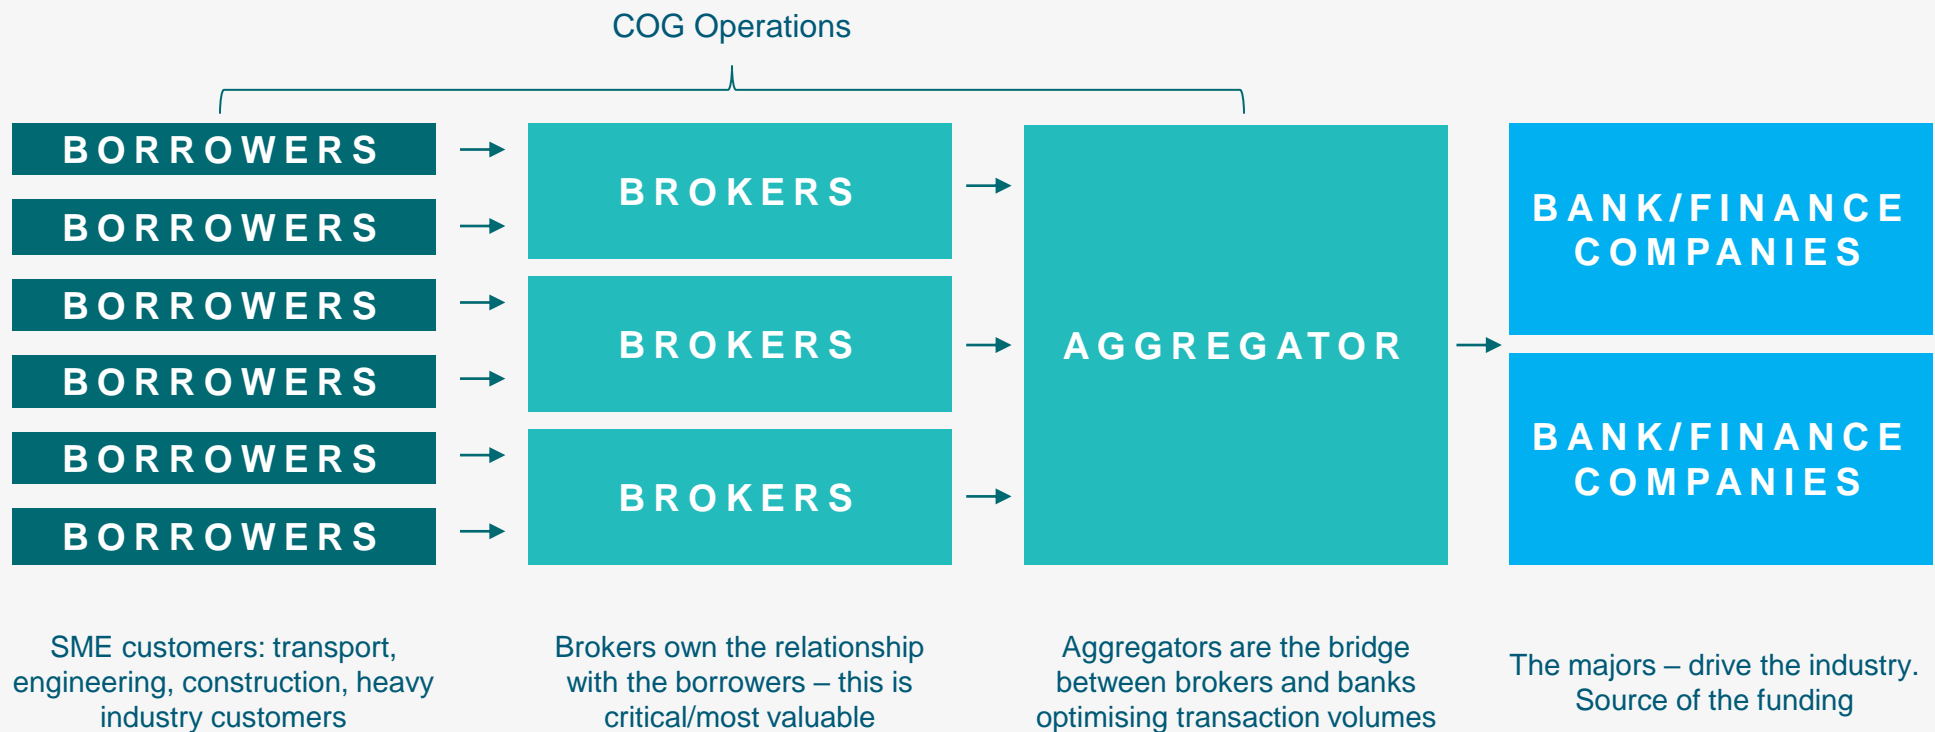 COG Operations
BORROWERS
BORROWERS
BORROWERS
BORROWERS
BORROWERS
BORROWERS
BROKERS
BROKERS
BROKERS
AGGREGATOR
BANK/FINANCE
COMPANIES
BANK/FINANCE
COMPANIES
SME customers: transport,
engineering, construction, heavy
industry customers
Brokers own the relationship
with the borrowers – this is
critical/most valuable
Aggregators are the bridge
between brokers and banks
optimising transaction volumes
The majors – drive the industry.
Source of the funding